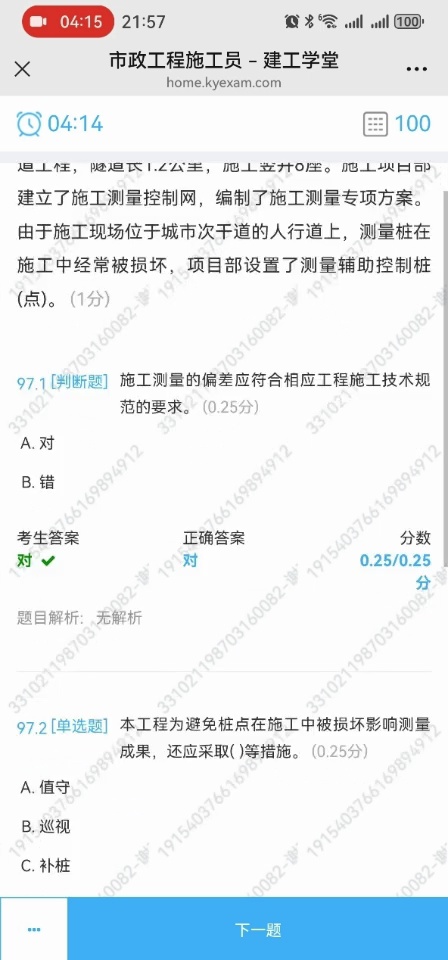 04:15 21:57 100
市政工程施工员 - 建工学堂
home.kyexam.com
04:14 100
道工程，隧道长1.2公里，施工竖井8座。施工项目部
建立了施工测量控制网，编制了施工测量专项方案。
由于施工现场位于城市次干道的人行道上，测量桩在
施工中经常被损坏，项目部设置了测量辅助控制桩
(点)。(1分)
97.1 [判断题] 施工测量的偏差应符合相应工程施工技术规
范的要求。(0.25分)
A. 对
B. 错
考生答案 正确答案 分数
对 对 0.25/0.25
分
题目解析: 无解析
97.2 [单选题] 本工程为避免桩点在施工中被损坏影响测量
成果，还应采取( )等措施。(0.25分)
A. 值守
B. 巡视
C. 补桩
下一题